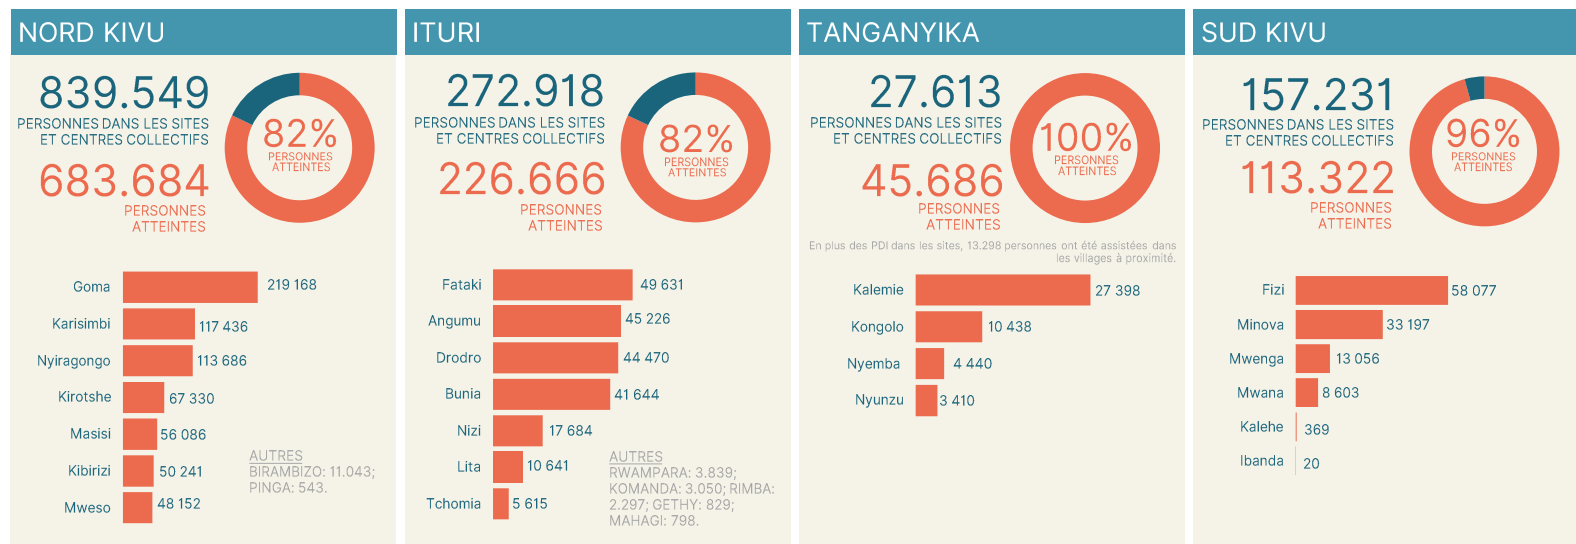 NORD KIVU
839.549
PERSONNES DANS LES SITES
ET CENTRES COLLECTIFS
683.684
PERSONNES
ATTEINTES
82%
PERSONNES
ATTEINTES
Goma 219 168
Karisimbi 117 436
Nyiragongo 113 686
Kirotshe 67 330
Masisi 56 086
Kibirizi 50 241
Mweso 48 152
AUTRES
BIRAMBIZO: 11.043;
PINGA: 543.
ITURI
272.918
PERSONNES DANS LES SITES
ET CENTRES COLLECTIFS
226.666
PERSONNES
ATTEINTES
82%
PERSONNES
ATTEINTES
Fataki 49 631
Angumu 45 226
Drodro 44 470
Bunia 41 644
Nizi 17 684
Lita 10 641
Tchomia 5 615
AUTRES
RWAMPARA: 3.839;
KOMANDA: 3.050; RIMBA:
2.297; GETHY: 829;
MAHAGI: 798.
TANGANYIKA
27.613
PERSONNES DANS LES SITES
ET CENTRES COLLECTIFS
45.686
PERSONNES
ATTEINTES
100%
PERSONNES
ATTEINTES
En plus des PDI dans les sites, 13.298 personnes ont été assistées dans
les villages à proximité.
Kalemie 27 398
Kongolo 10 438
Nyemba 4 440
Nyunzu 3 410
SUD KIVU
157.231
PERSONNES DANS LES SITES
ET CENTRES COLLECTIFS
113.322
PERSONNES
ATTEINTES
96%
PERSONNES
ATTEINTES
Fizi 58 077
Minova 33 197
Mwenga 13 056
Mwana 8 603
Kalehe 369
Ibanda 20